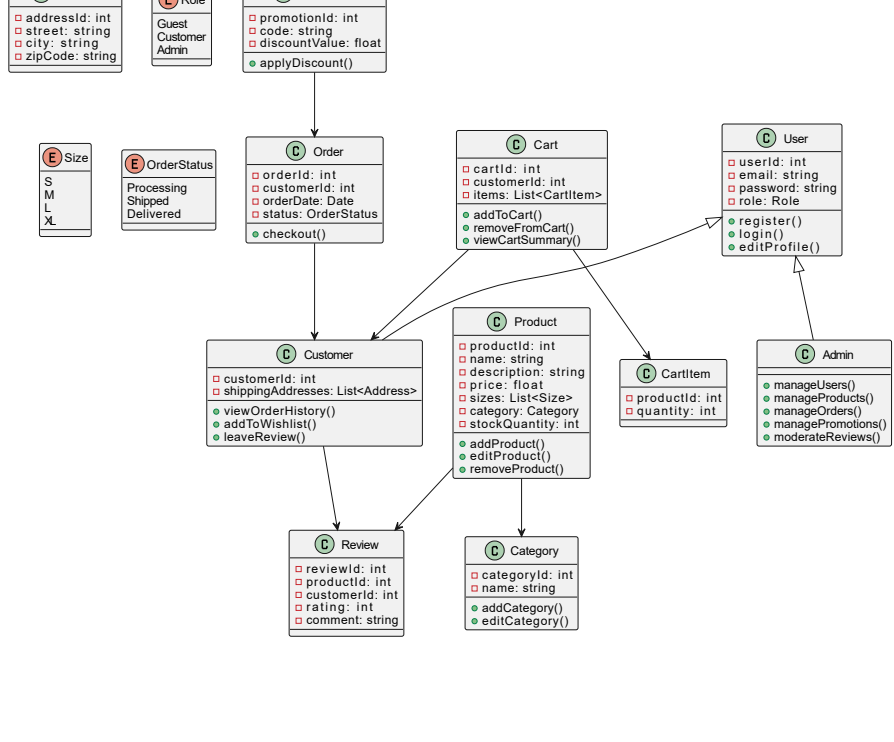 Role
addressId: int
street: string
city: string
zipCode: string
Guest
Customer
Admin
promotionId: int
code: string
discountValue: float
applyDiscount()
E Size
S
M
L
XL
E OrderStatus
Processing
Shipped
Delivered
C Order
orderId: int
customerId: int
orderDate: Date
status: OrderStatus
checkout()
C Cart
cartId: int
customerId: int
items: List<CartItem>
addToCart()
removeFromCart()
viewCartSummary()
C User
userId: int
email: string
password: string
role: Role
register()
login()
editProfile()
C Customer
customerId: int
shippingAddresses: List<Address>
viewOrderHistory()
addToWishlist()
leaveReview()
C Product
productId: int
name: string
description: string
price: float
sizes: List<Size>
category: Category
stockQuantity: int
addProduct()
editProduct()
removeProduct()
C CartItem
productId: int
quantity: int
C Admin
manageUsers()
manageProducts()
manageOrders()
managePromotions()
moderateReviews()
C Review
reviewId: int
productId: int
customerId: int
rating: int
comment: string
C Category
categoryId: int
name: string
addCategory()
editCategory()